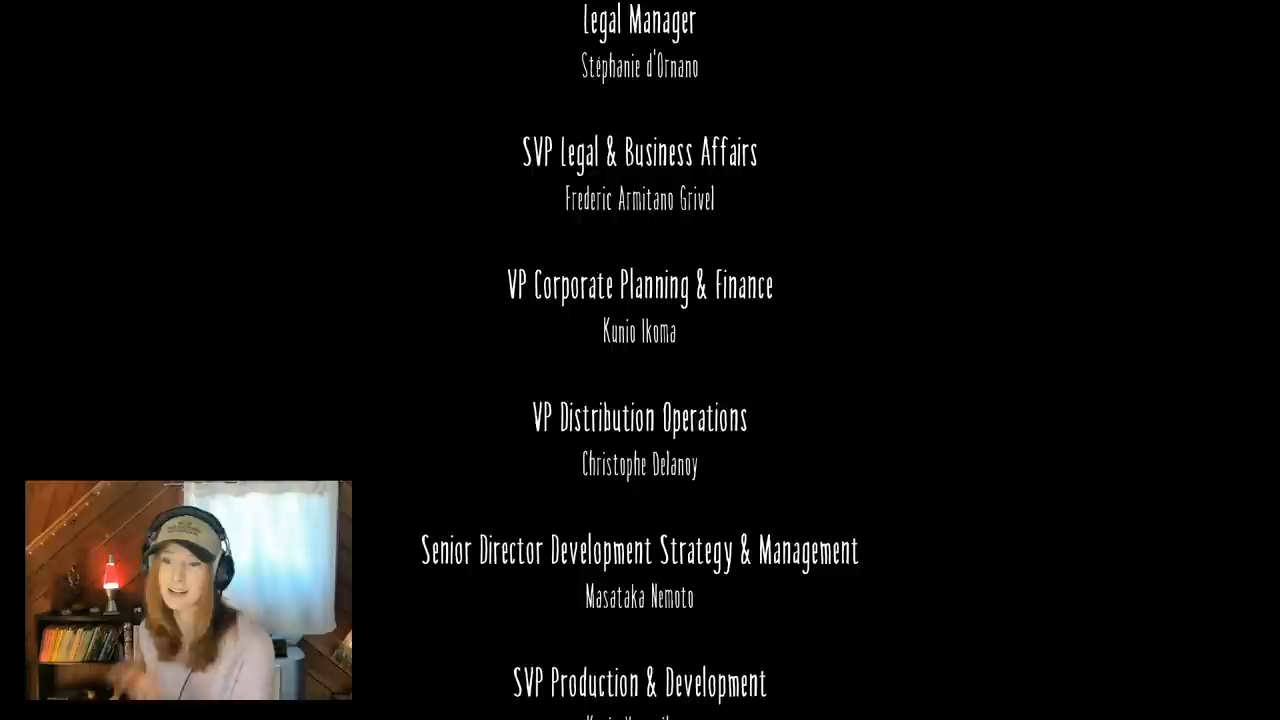 Legal Manager
Stéphanie d'Ornano
SVP Legal & Business Affairs
Frederic Armitano Grivel
VP Corporate Planning & Finance
Kunio Ikoma
VP Distribution Operations
Christophe Delanoy
Senior Director Development Strategy & Management
Masataka Nemoto
SVP Production & Development